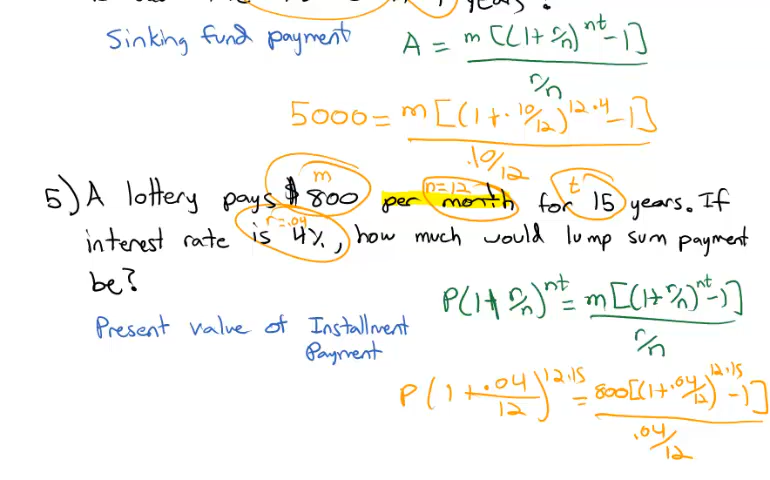 years?
Sinking fund payment
A = m[(1+r/n)^nt -1]
r/n
5000 = m[(1+.10/12)^12.4 -1]
.10/12
m
n=12
t
5) A lottery pays $800 per month for 15 years. If
r=.04
interest rate is 4%, how much would lump sum payment
be?
P(1+r/n)^nt = m[(1+r/n)^nt -1]
r/n
Present value of Installment
Payment
P(1+.04/12)^12.15 = 800[(1+.04/12)^12.15 -1]
.04/12